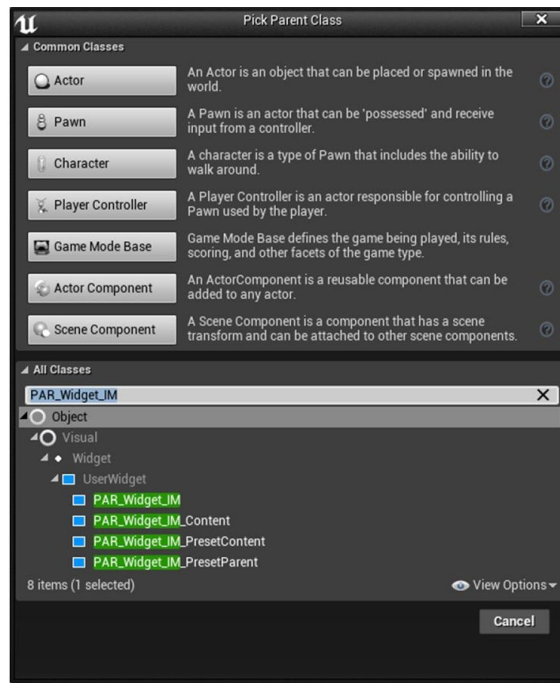 Pick Parent Class
Common Classes
Actor
An Actor is an object that can be placed or spawned in the
world.
Pawn
A Pawn is an actor that can be 'possessed' and receive
input from a controller.
Character
A character is a type of Pawn that includes the ability to
walk around.
Player Controller
A Player Controller is an actor responsible for controlling a
Pawn used by the player.
Game Mode Base
Game Mode Base defines the game being played, its rules,
scoring, and other facets of the game type.
Actor Component
An ActorComponent is a reusable component that can be
added to any actor.
Scene Component
A Scene Component is a component that has a scene
transform and can be attached to other scene components.
All Classes
PAR_Widget_IM
Object
Visual
Widget
UserWidget
PAR_Widget_IM
PAR_Widget_IM_Content
PAR_Widget_IM_PresetContent
PAR_Widget_IM_PresetParent
8 items (1 selected)
View Options
Cancel